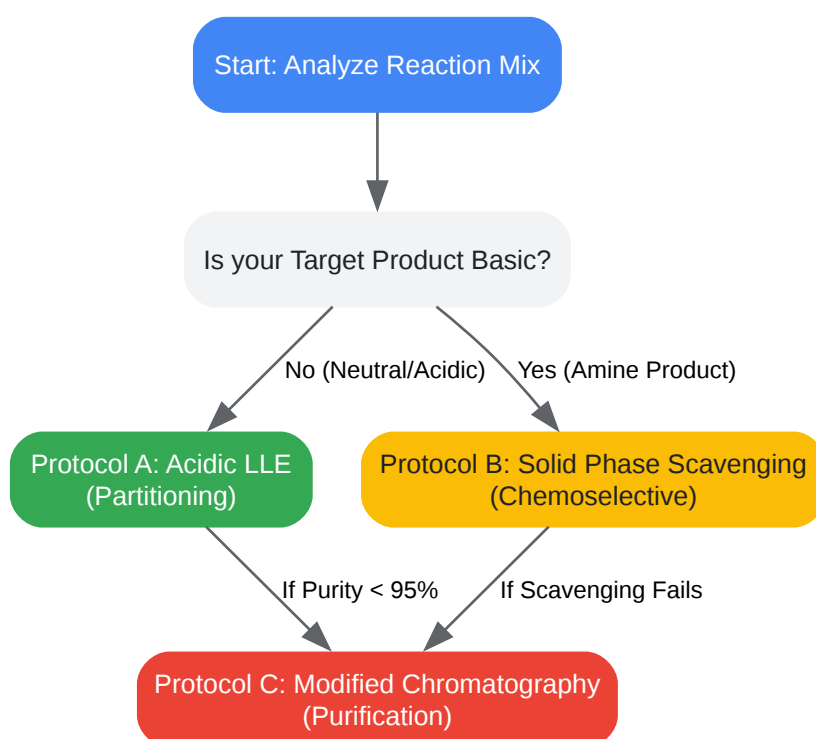 Start: Analyze Reaction Mix
Is your Target Product Basic?
No (Neutral/Acidic)
Yes (Amine Product)
Protocol A: Acidic LLE
(Partitioning)
Protocol B: Solid Phase Scavenging
(Chemoselective)
If Purity < 95%
If Scavenging Fails
Protocol C: Modified Chromatography
(Purification)